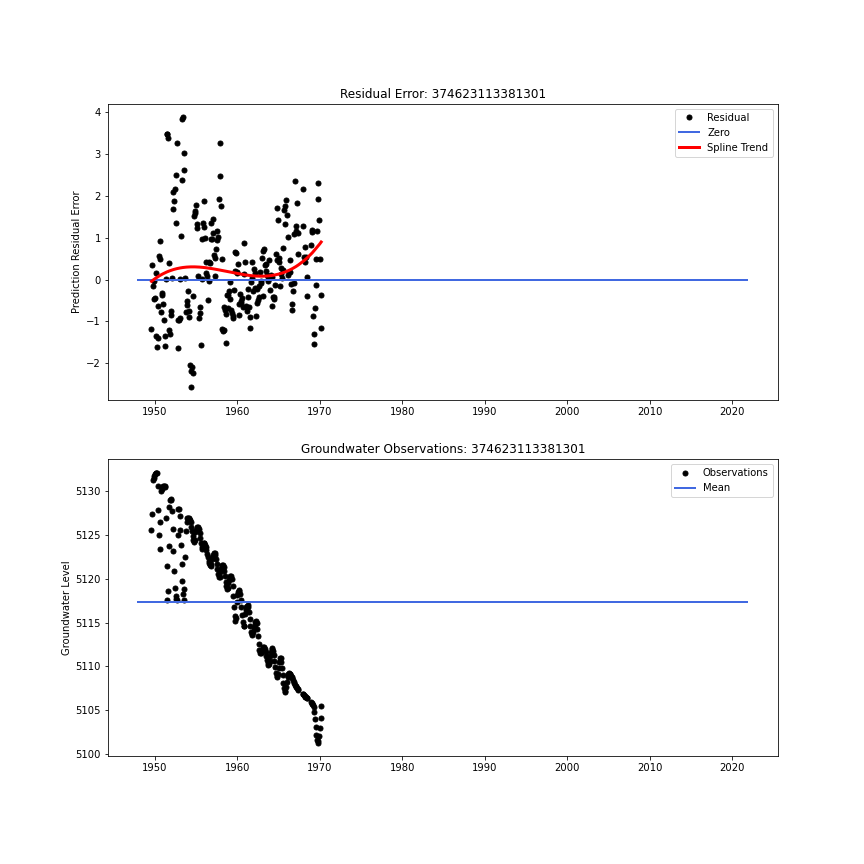 Residual Error: 374623113381301
Prediction Residual Error
4
3
2
1
0
−1
−2
Residual
Zero
Spline Trend
1950 1960 1970 1980 1990 2000 2010 2020
Groundwater Observations: 374623113381301
Groundwater Level
5130
5125
5120
5115
5110
5105
5100
Observations
Mean
1950 1960 1970 1980 1990 2000 2010 2020